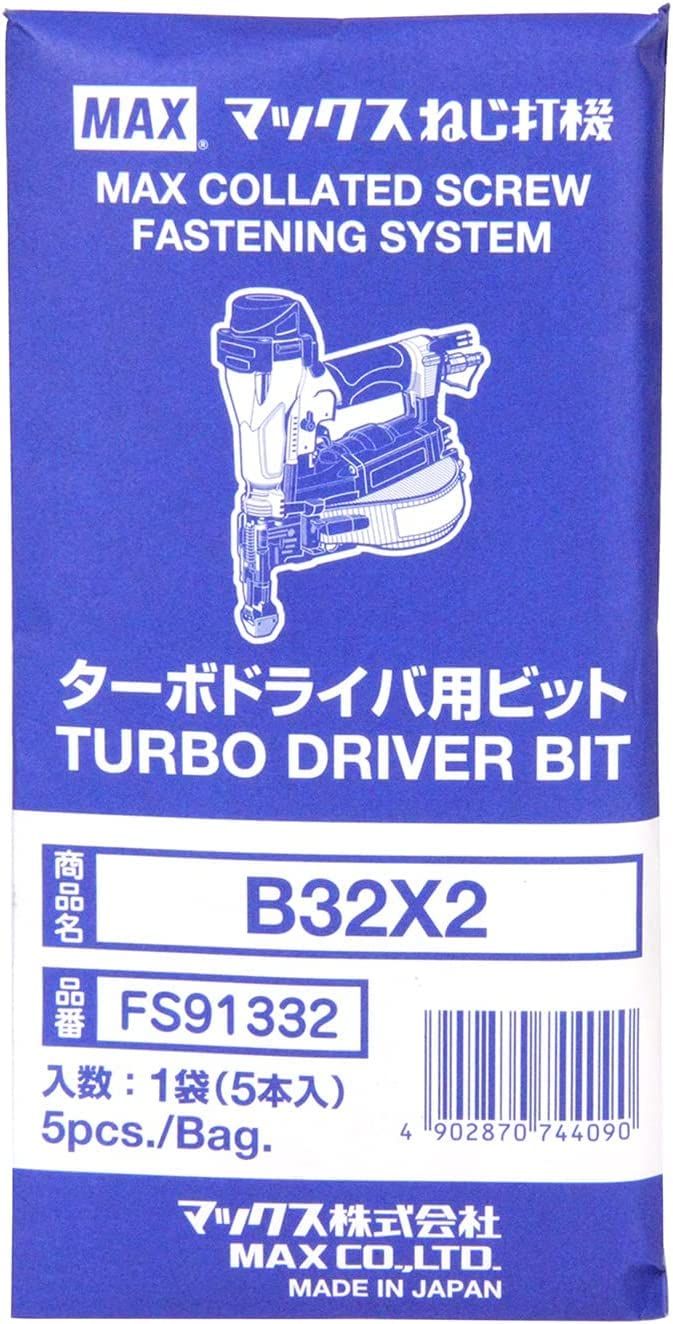 MAX® マックスねじ打機
MAX COLLATED SCREW
FASTENING SYSTEM
ターボドライバ用ビット
TURBO DRIVER BIT
商品名 B32X2
品番 FS91332
入数：1袋（5本入）
5pcs./Bag.
4 902870 744090
マックス株式会社
MAX CO.,LTD.
MADE IN JAPAN